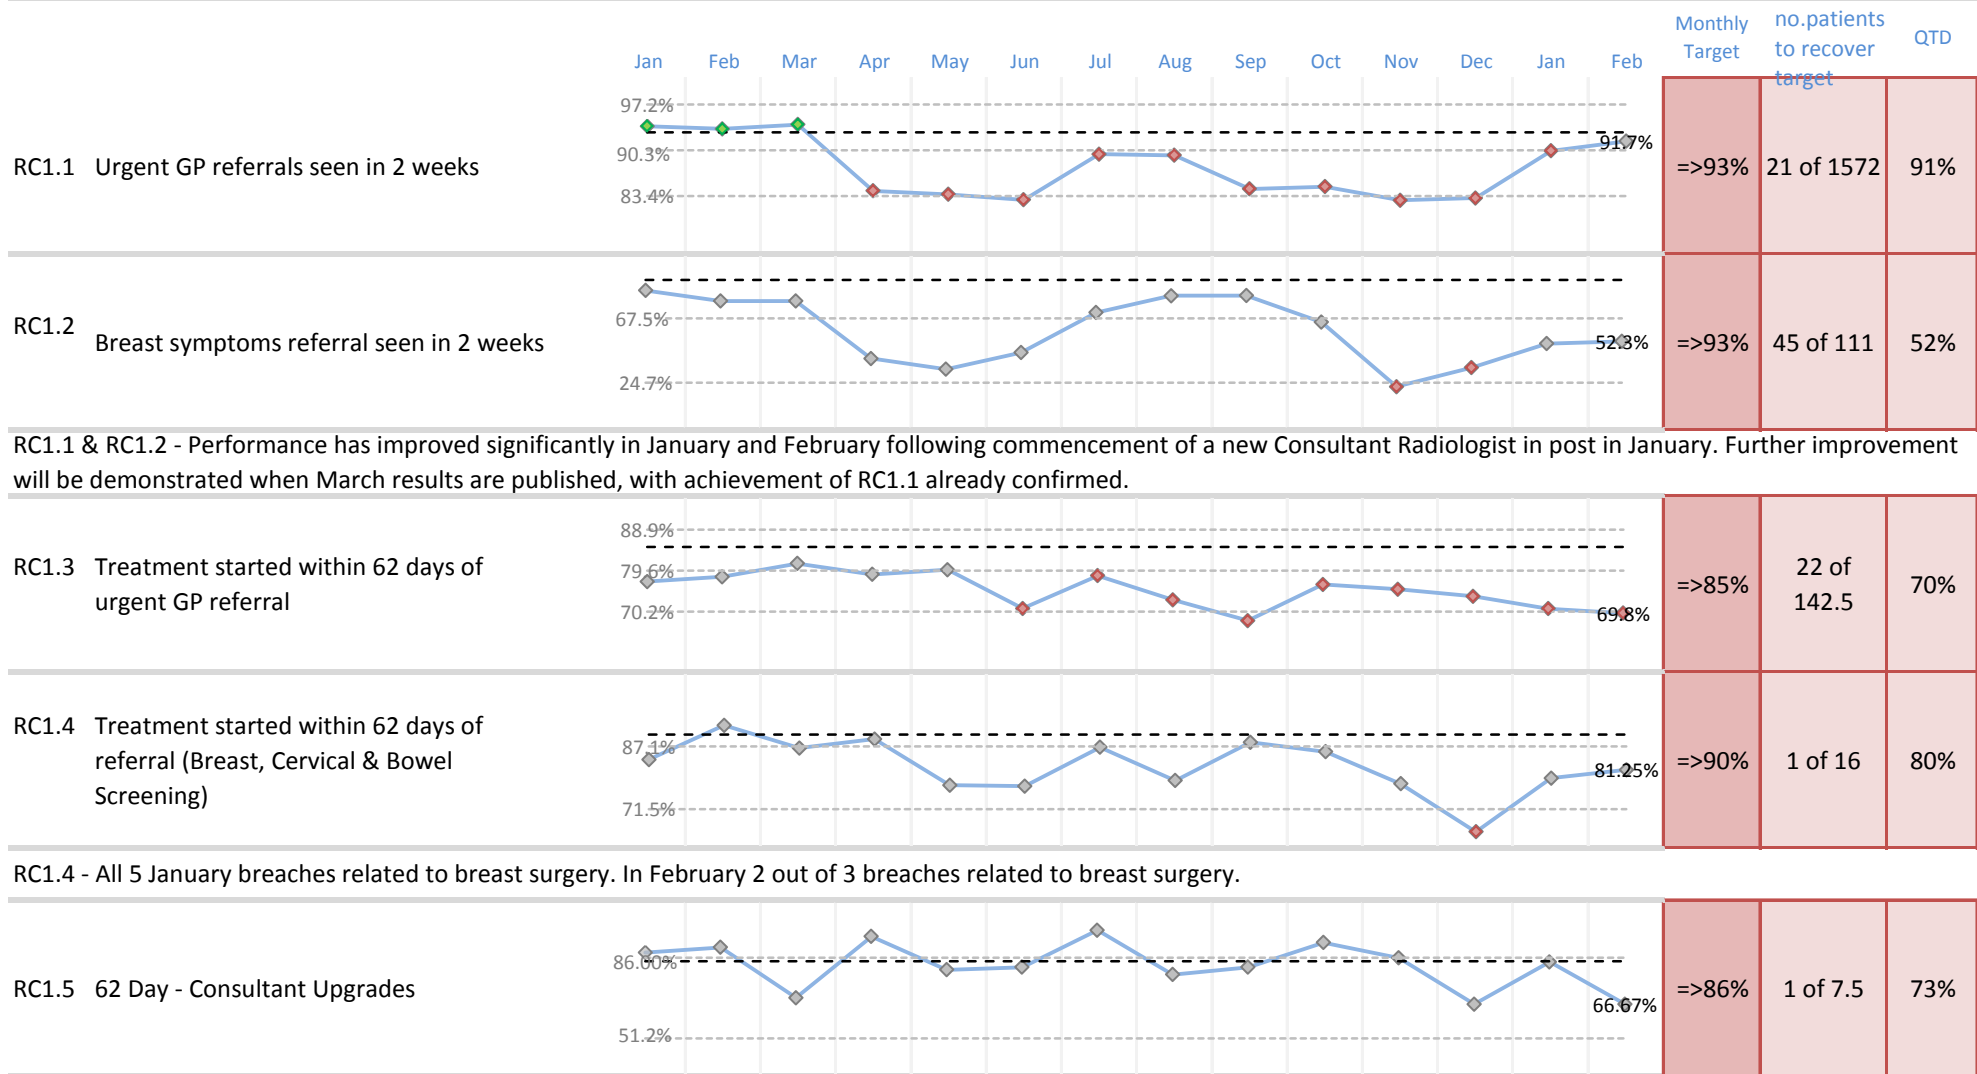 Monthly Target
no.patients to recover target
QTD
Jan Feb Mar Apr May Jun Jul Aug Sep Oct Nov Dec Jan Feb
97.2%
90.3%
83.4%
91.7%
RC1.1 Urgent GP referrals seen in 2 weeks
=>93% 21 of 1572 91%
67.5%
24.7%
52.3%
RC1.2
Breast symptoms referral seen in 2 weeks
=>93% 45 of 111 52%
RC1.1 & RC1.2 - Performance has improved significantly in January and February following commencement of a new Consultant Radiologist in post in January. Further improvement
will be demonstrated when March results are published, with achievement of RC1.1 already confirmed.
88.9%
79.6%
70.2%
69.8%
RC1.3 Treatment started within 62 days of
urgent GP referral
=>85%
22 of
142.5
70%
87.1%
71.5%
81.25%
RC1.4 Treatment started within 62 days of
referral (Breast, Cervical & Bowel
Screening)
=>90% 1 of 16 80%
RC1.4 - All 5 January breaches related to breast surgery. In February 2 out of 3 breaches related to breast surgery.
86.00%
51.2%
66.67%
RC1.5 62 Day - Consultant Upgrades
=>86% 1 of 7.5 73%